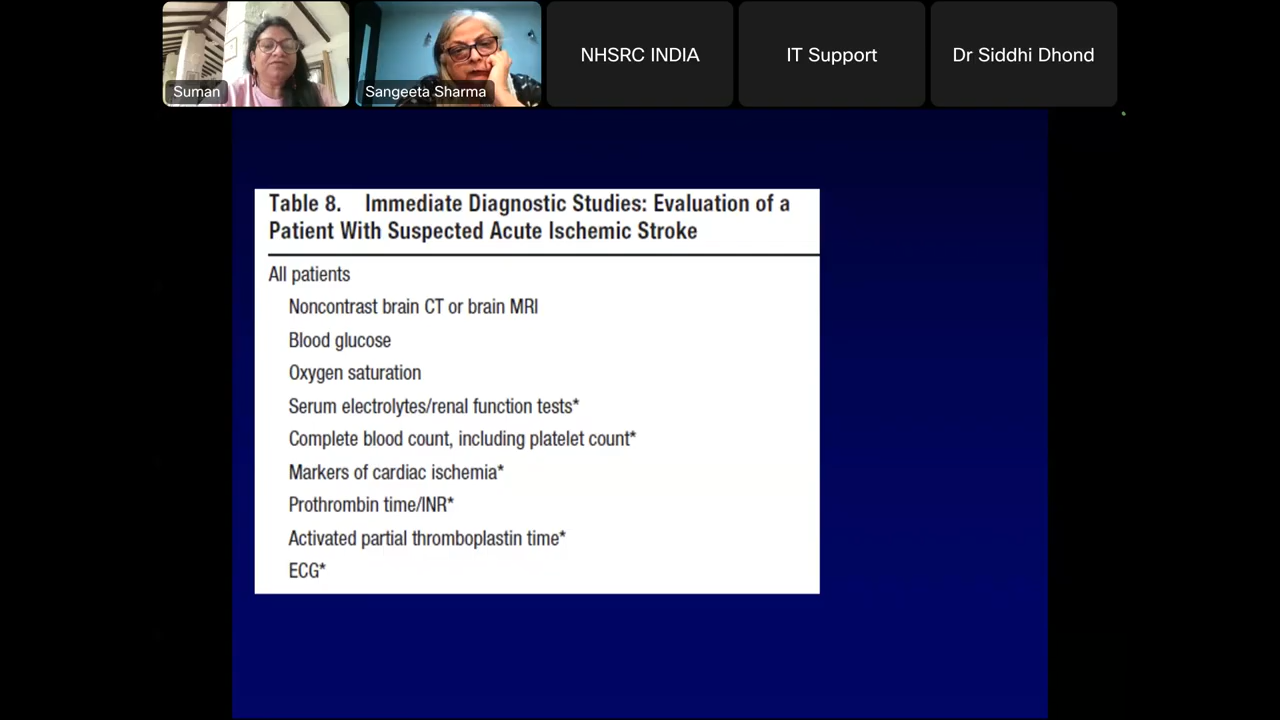 Suman
Sangeeta Sharma
NHSRC INDIA
IT Support
Dr Siddhi Dhond
Table 8. Immediate Diagnostic Studies: Evaluation of a
Patient With Suspected Acute Ischemic Stroke
All patients
Noncontrast brain CT or brain MRI
Blood glucose
Oxygen saturation
Serum electrolytes/renal function tests*
Complete blood count, including platelet count*
Markers of cardiac ischemia*
Prothrombin time/INR*
Activated partial thromboplastin time*
ECG*